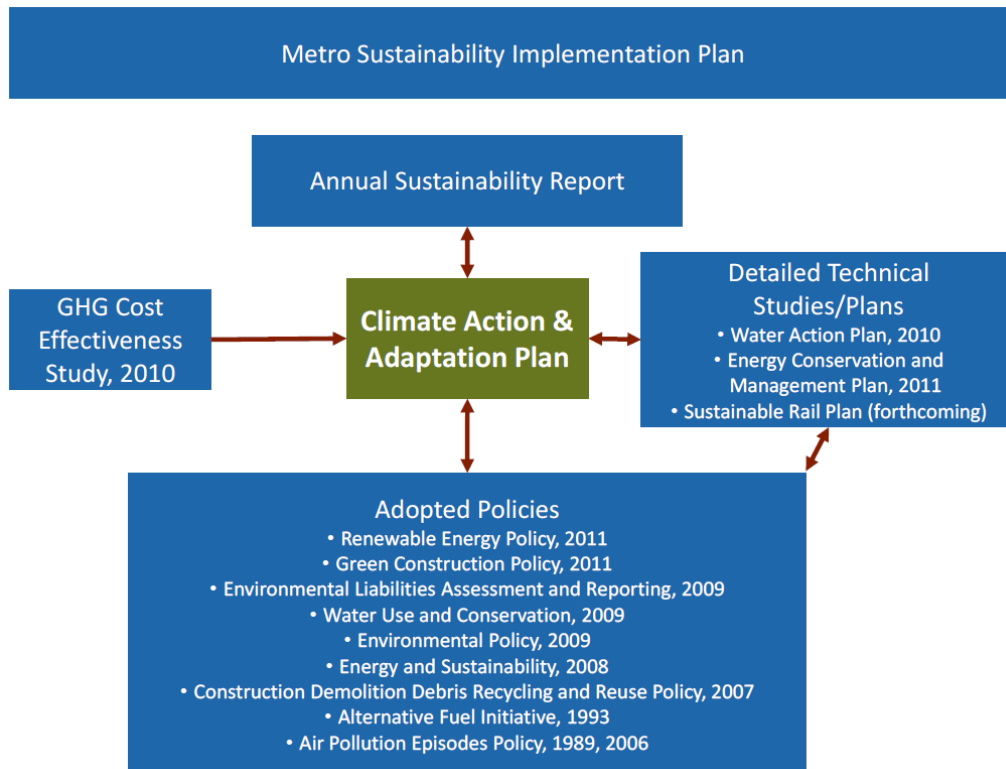 Metro Sustainability Implementation Plan
Annual Sustainability Report
GHG Cost
Effectiveness
Study, 2010
Climate Action &
Adaptation Plan
Detailed Technical
Studies/Plans
• Water Action Plan, 2010
• Energy Conservation and
Management Plan, 2011
• Sustainable Rail Plan (forthcoming)
Adopted Policies
• Renewable Energy Policy, 2011
• Green Construction Policy, 2011
• Environmental Liabilities Assessment and Reporting, 2009
• Water Use and Conservation, 2009
• Environmental Policy, 2009
• Energy and Sustainability, 2008
• Construction Demolition Debris Recycling and Reuse Policy, 2007
• Alternative Fuel Initiative, 1993
• Air Pollution Episodes Policy, 1989, 2006